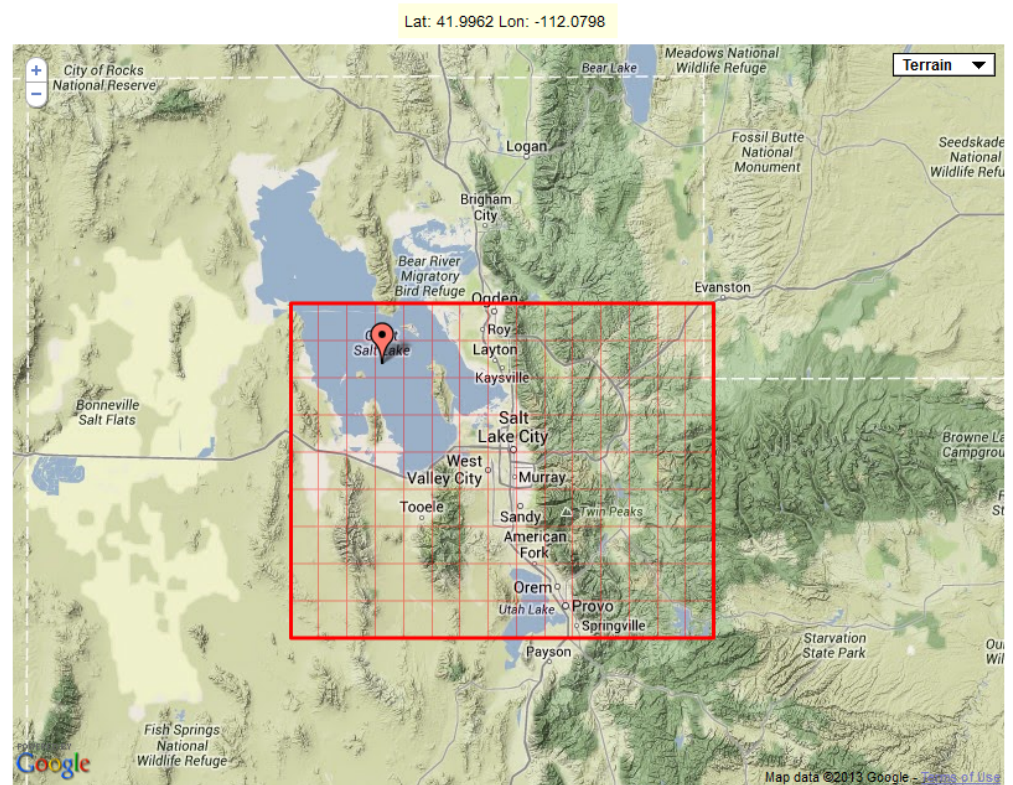 Lat: 41.9962 Lon: -112.0798
+
−
Terrain
City of Rocks
National Reserve
Bear Lake
Meadows National
Wildlife Refuge
Logan
Fossil Butte
National
Monument
Seedskade
National
Wildlife Refu
Brigham
City
Bear River
Migratory
Bird Refuge
Evanston
Ogden
Roy
Salt Lake
Layton
Kaysville
Bonneville
Salt Flats
Salt
Lake City
West
Valley City
Murray
Browne La
Campgrou
Tooele
Sandy
Twin Peaks
American
Fork
Orem
Utah Lake
Provo
Springville
Payson
Starvation
State Park
Ou
Wil
Fish Springs
National
Wildlife Refuge
POWERED BY
Google
Map data ©2013 Google - Terms of Use